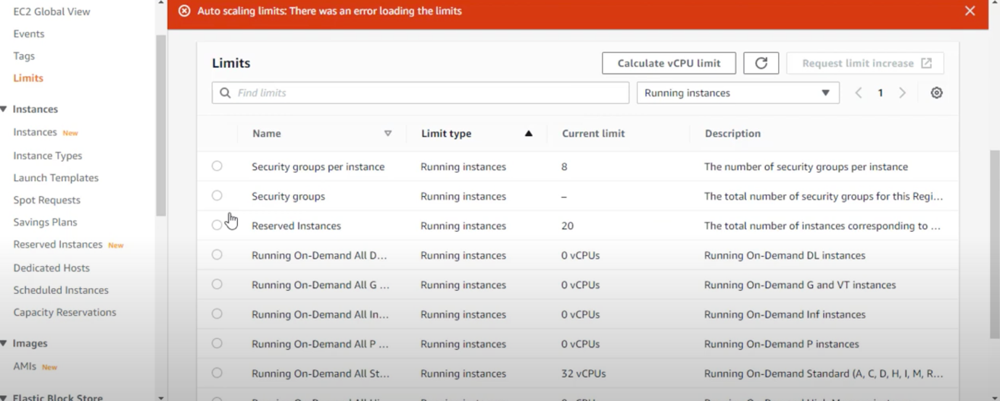 EC2 Global View
Events
Tags
Limits
Instances
Instances New
Instance Types
Launch Templates
Spot Requests
Savings Plans
Reserved Instances New
Dedicated Hosts
Scheduled Instances
Capacity Reservations
Images
AMIs New
Elastic Block Store
Auto scaling limits: There was an error loading the limits
Limits
Calculate vCPU limit
Request limit increase
Find limits
Running instances
1
Name Limit type Current limit Description
Security groups per instance Running instances 8 The number of security groups per instance
Security groups Running instances – The total number of security groups for this Regi...
Reserved Instances Running instances 20 The total number of instances corresponding to ...
Running On-Demand All D... Running instances 0 vCPUs Running On-Demand DL instances
Running On-Demand All G ... Running instances 0 vCPUs Running On-Demand G and VT instances
Running On-Demand All In... Running instances 0 vCPUs Running On-Demand Inf instances
Running On-Demand All P ... Running instances 0 vCPUs Running On-Demand P instances
Running On-Demand All St... Running instances 32 vCPUs Running On-Demand Standard (A, C, D, H, I, M, R...